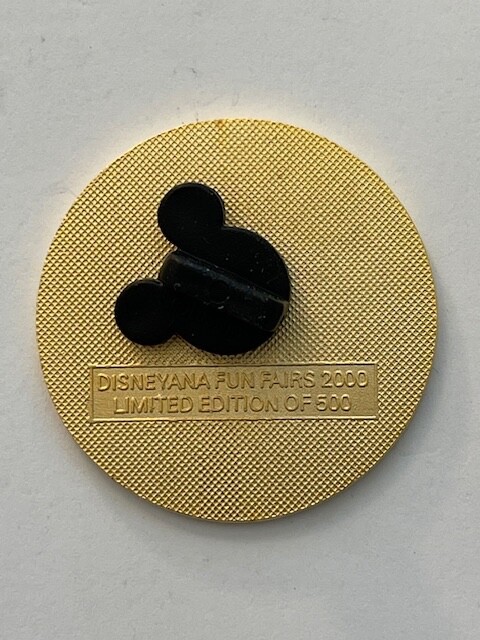 DISNEYANA FUN FAIRS 2000
LIMITED EDITION OF 500